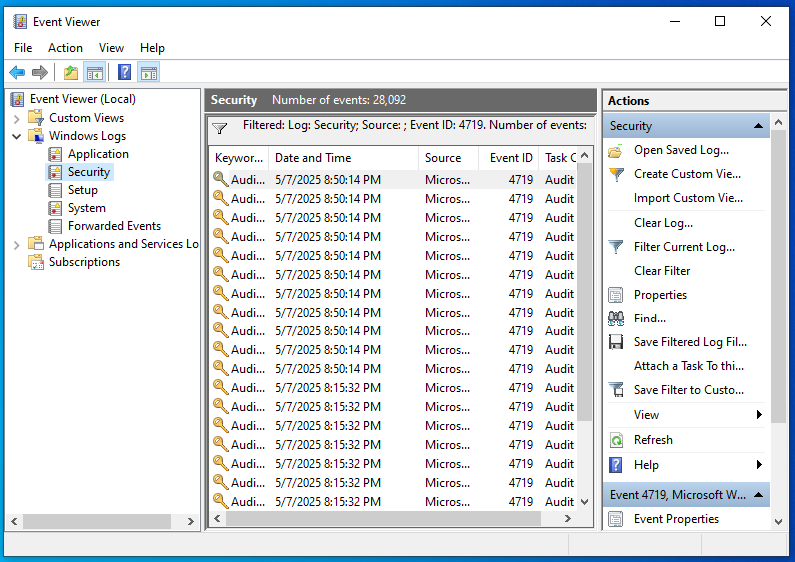 Event Viewer
File Action View Help
Event Viewer (Local)
Custom Views
Windows Logs
Application
Security
Setup
System
Forwarded Events
Applications and Services Lo
Subscriptions
Security Number of events: 28,092
Filtered: Log: Security; Source: ; Event ID: 4719. Number of events:
Keywor... Date and Time Source Event ID Task C
Audi... 5/7/2025 8:50:14 PM Micros... 4719 Audit
Audi... 5/7/2025 8:50:14 PM Micros... 4719 Audit
Audi... 5/7/2025 8:50:14 PM Micros... 4719 Audit
Audi... 5/7/2025 8:50:14 PM Micros... 4719 Audit
Audi... 5/7/2025 8:50:14 PM Micros... 4719 Audit
Audi... 5/7/2025 8:50:14 PM Micros... 4719 Audit
Audi... 5/7/2025 8:50:14 PM Micros... 4719 Audit
Audi... 5/7/2025 8:50:14 PM Micros... 4719 Audit
Audi... 5/7/2025 8:50:14 PM Micros... 4719 Audit
Audi... 5/7/2025 8:50:14 PM Micros... 4719 Audit
Audi... 5/7/2025 8:50:14 PM Micros... 4719 Audit
Audi... 5/7/2025 8:15:32 PM Micros... 4719 Audit
Audi... 5/7/2025 8:15:32 PM Micros... 4719 Audit
Audi... 5/7/2025 8:15:32 PM Micros... 4719 Audit
Audi... 5/7/2025 8:15:32 PM Micros... 4719 Audit
Audi... 5/7/2025 8:15:32 PM Micros... 4719 Audit
Audi... 5/7/2025 8:15:32 PM Micros... 4719 Audit
Audi... 5/7/2025 8:15:32 PM Micros... 4719 Audit
Actions
Security
Open Saved Log...
Create Custom Vie...
Import Custom Vie...
Clear Log...
Filter Current Log...
Clear Filter
Properties
Find...
Save Filtered Log Fil...
Attach a Task To thi...
Save Filter to Custo...
View
Refresh
Help
Event 4719, Microsoft W...
Event Properties